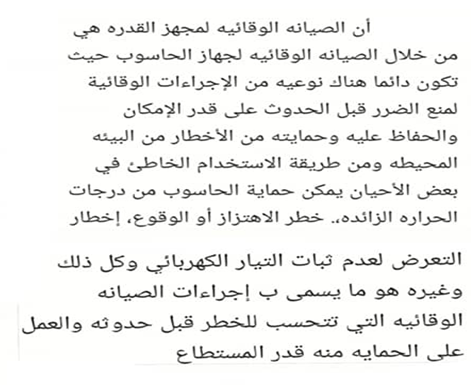 أن الصيانه الوقائيه لمجهز القدره هي
من خلال الصيانه الوقائيه لجهاز الحاسوب حيث
تكون دائما هناك نوعيه من الإجراءات الوقائية
لمنع الضرر قبل الحدوث على قدر الإمكان
والحفاظ عليه وحمايته من الأخطار من البيئه
المحيطه ومن طريقة الاستخدام الخاطئ في
بعض الأحيان يمكن حماية الحاسوب من درجات
الحراره الزائده،. خطر الاهتزاز أو الوقوع، إخطار
التعرض لعدم ثبات التيار الكهربائي وكل ذلك
وغيره هو ما يسمى ب إجراءات الصيانه
الوقائيه التي تتحسب للخطر قبل حدوثه والعمل
على الحمايه منه قدر المستطاع